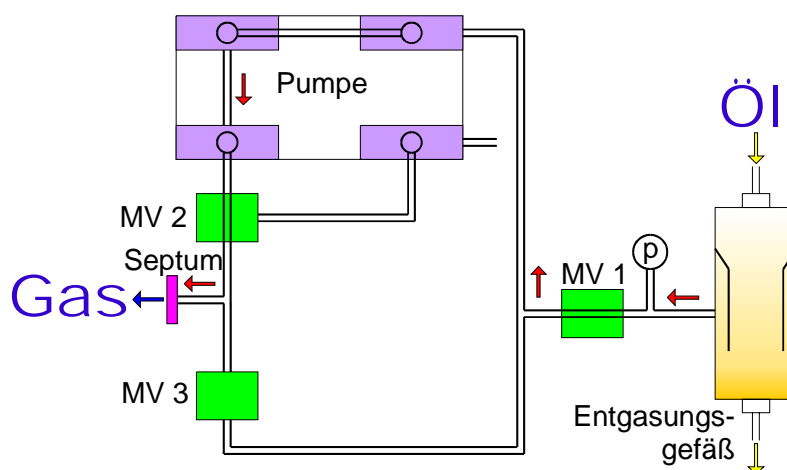 Pumpe
Öl
MV 2
Septum
p
MV 1
Gas
MV 3
Entgasungs-
gefäß